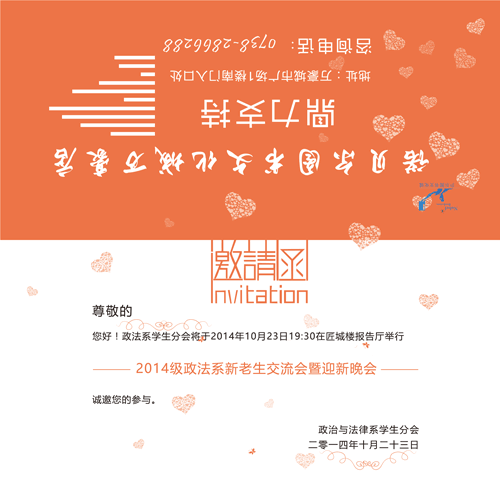 诺贝尔图书文化城万豪店
鼎力支持
地址：万豪城市广场1楼南门入口处
咨询电话：0738-2866288
邀請函
Invitation
尊敬的
您好！政法系学生分会将于2014年10月23日19:30在匠城楼报告厅举行
2014级政法系新老生交流会暨迎新晚会
诚邀您的参与。
政治与法律系学生分会
二零一四年十月二十三日